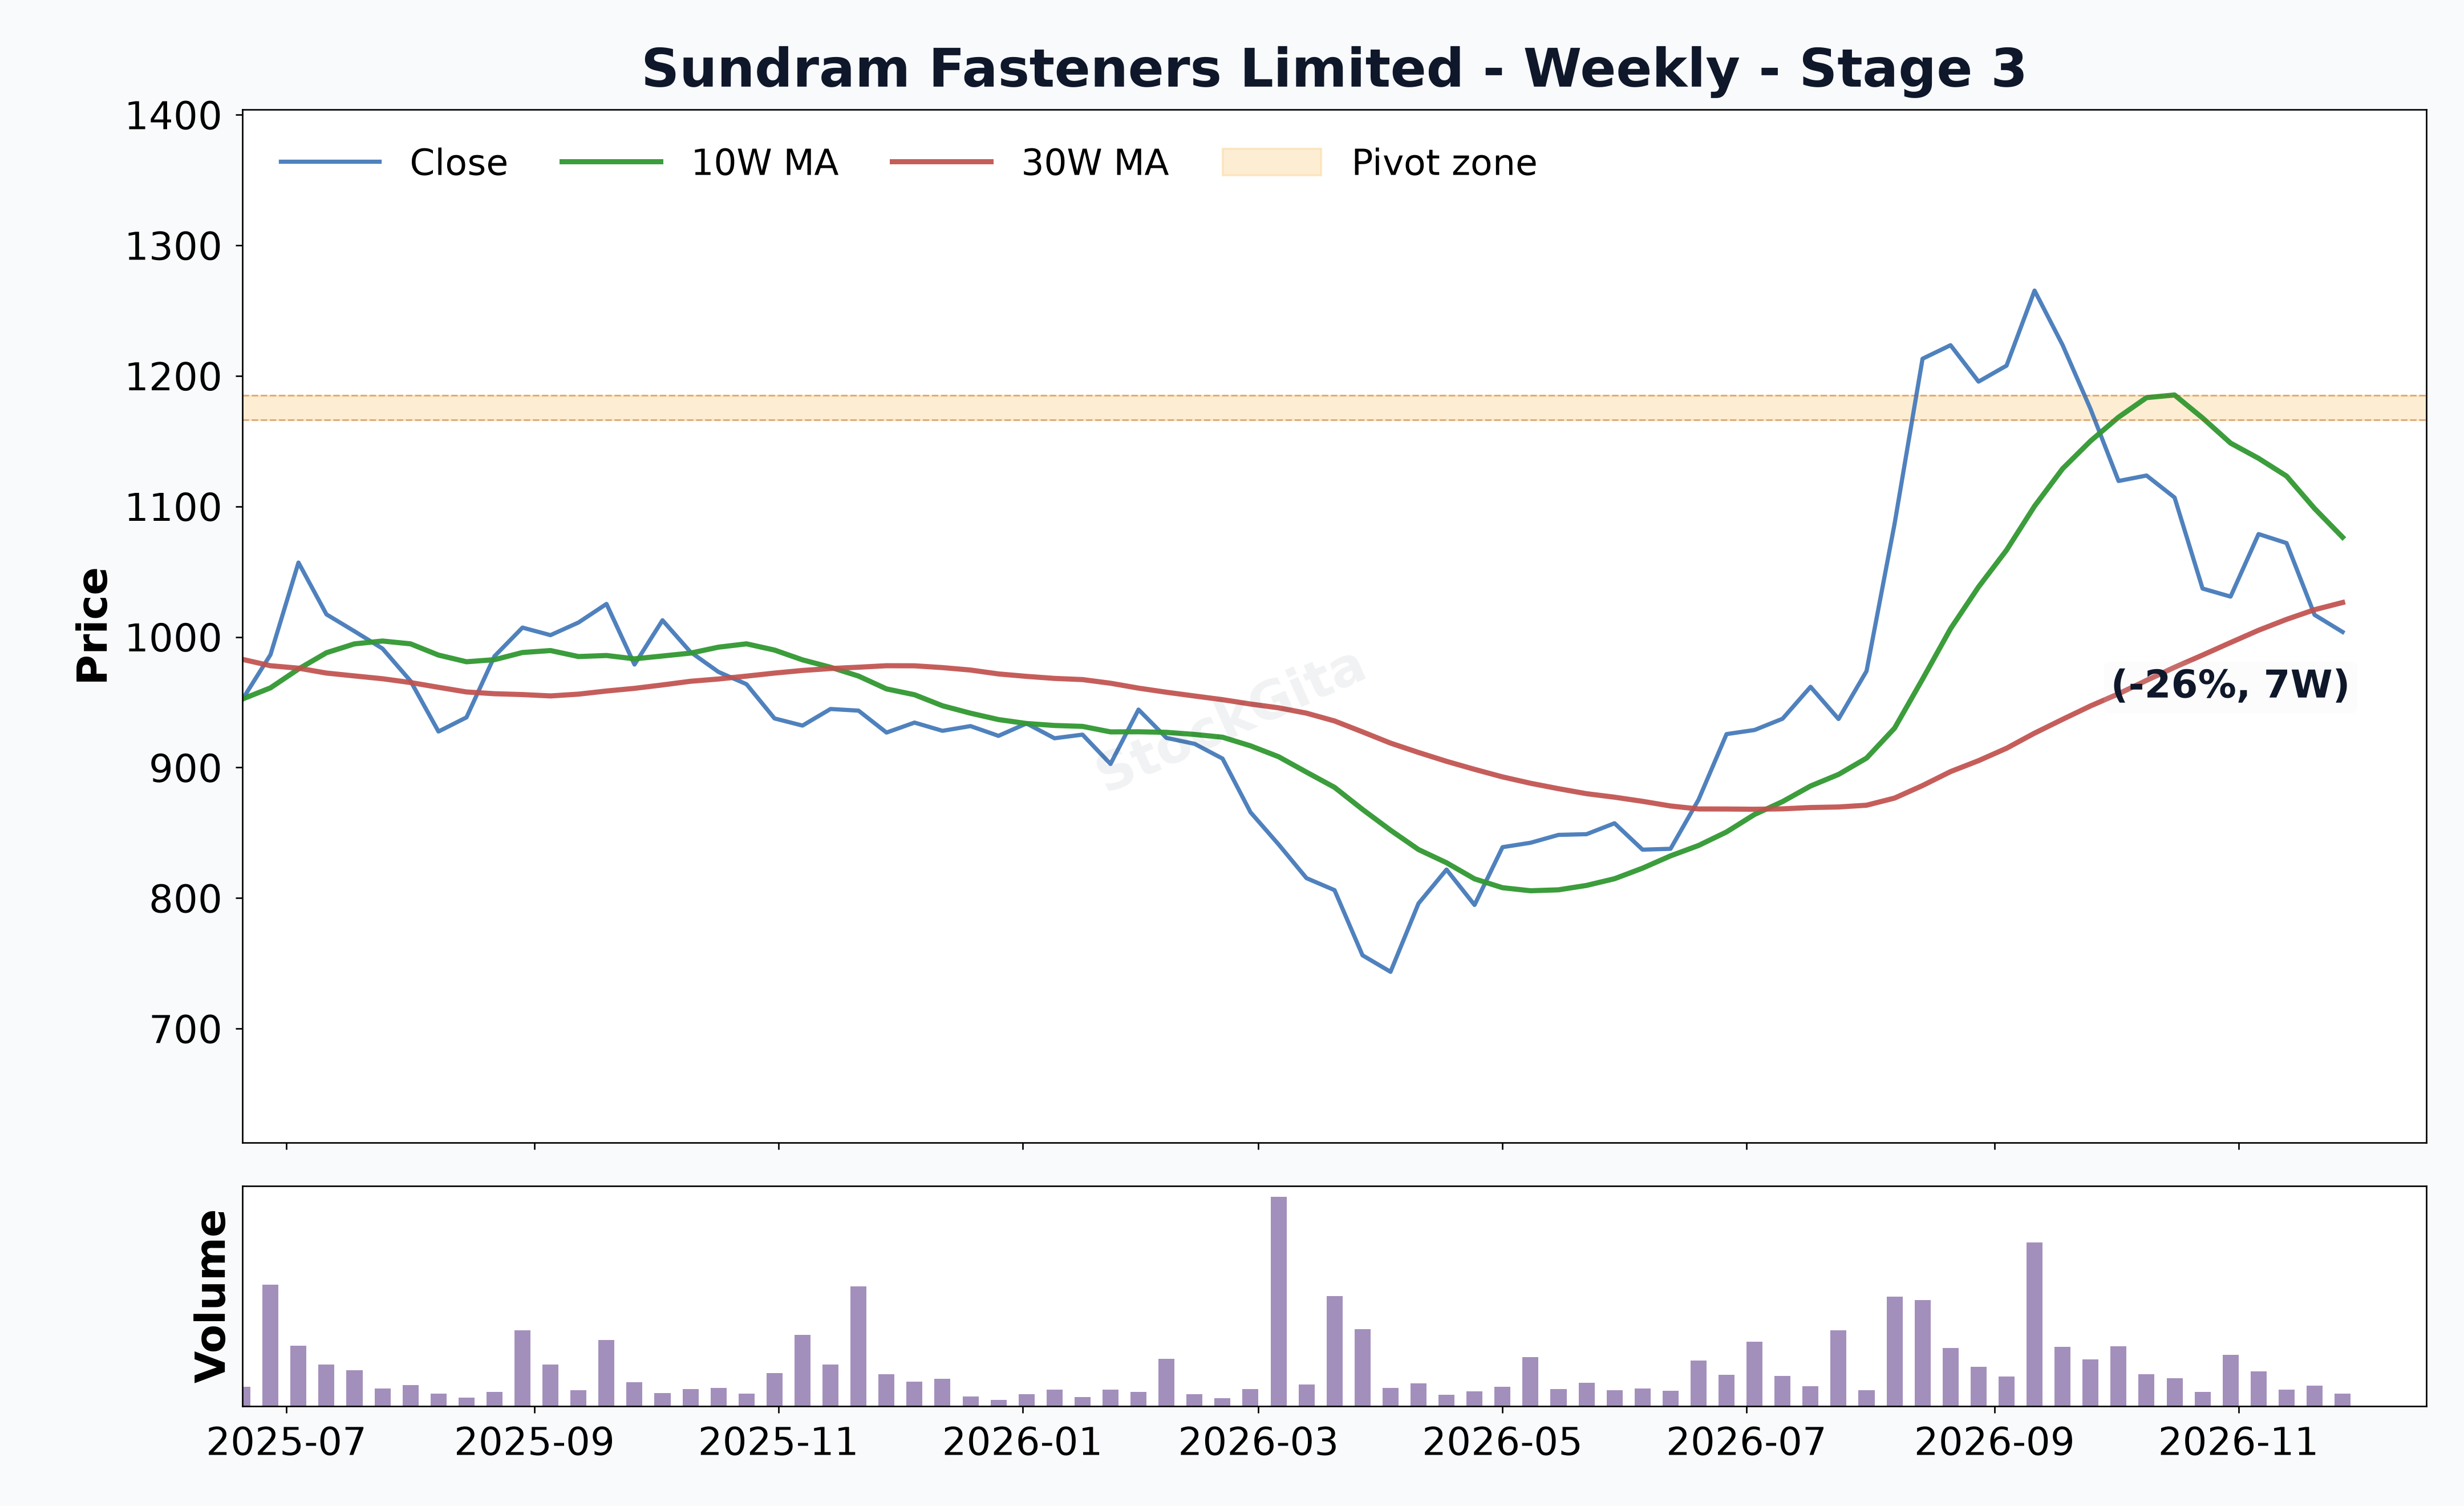 Sundram Fasteners Limited - Weekly - Stage 3
Close 10W MA 30W MA Pivot zone
1400
1300
1200
1100
1000
900
800
700
Price
StockGita
(-26%, 7W)
Volume
2025-07 2025-09 2025-11 2026-01 2026-03 2026-05 2026-07 2026-09 2026-11